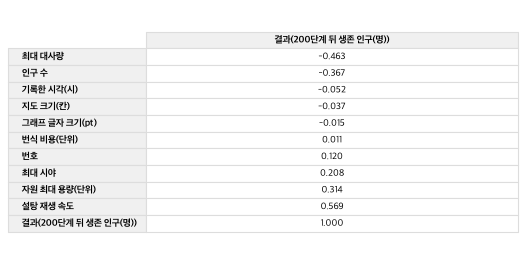 결과(200단계 뒤 생존 인구(명))
최대 대사량 -0.463
인구 수 -0.367
기록한 시각(시) -0.052
지도 크기(칸) -0.037
그래프 글자 크기(pt) -0.015
번식 비용(단위) 0.011
번호 0.120
최대 시야 0.208
자원 최대 용량(단위) 0.314
설탕 재생 속도 0.569
결과(200단계 뒤 생존 인구(명)) 1.000